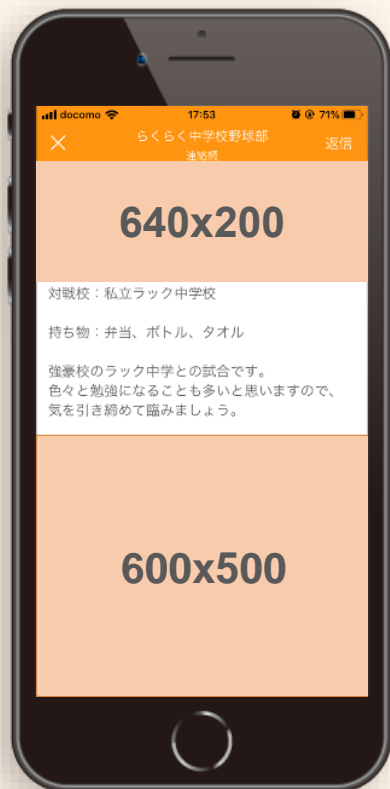 docomo 17:53 71%
らくらく中学校野球部 返信
連絡網
640x200
対戦校：私立ラック中学校
持ち物：弁当、ボトル、タオル
強豪校のラック中学との試合です。
色々と勉強になることも多いと思いますので、
気を引き締めて臨みましょう。
600x500